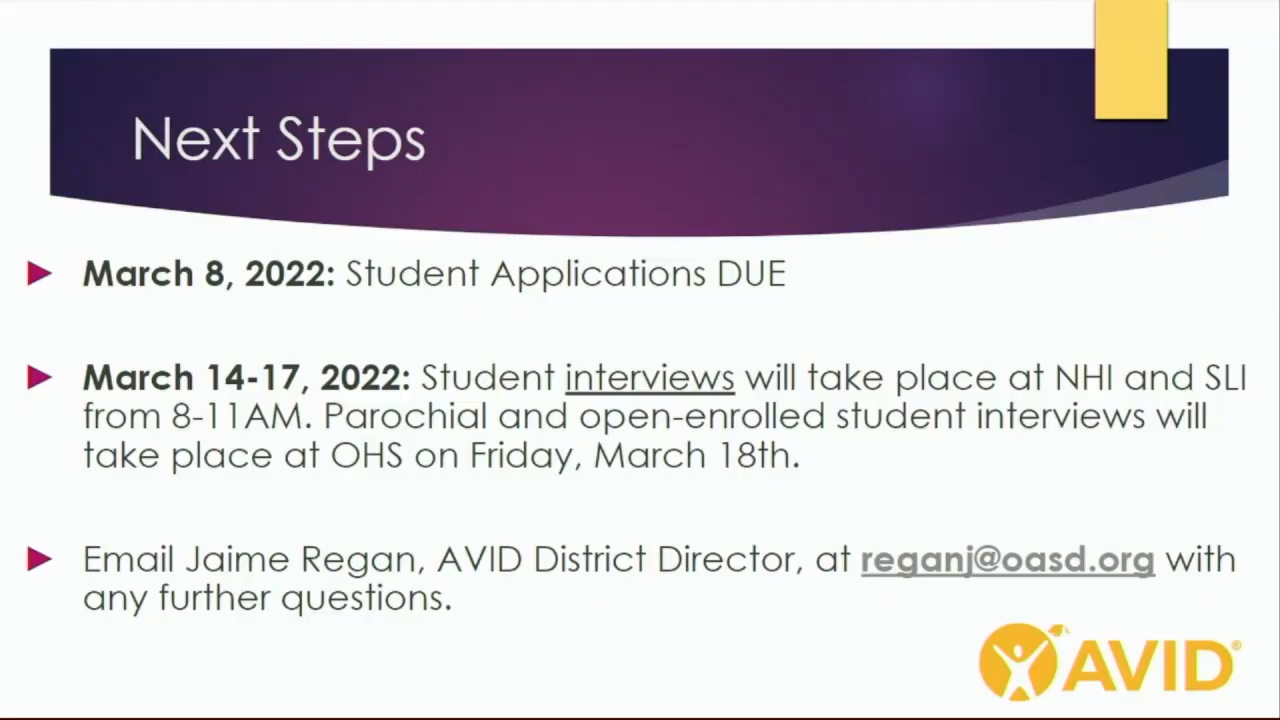 Next Steps
March 8, 2022: Student Applications DUE
March 14-17, 2022: Student interviews will take place at NHI and SLI
from 8-11AM. Parochial and open-enrolled student interviews will
take place at OHS on Friday, March 18th.
Email Jaime Regan, AVID District Director, at reganj@oasd.org with
any further questions.
AVID®